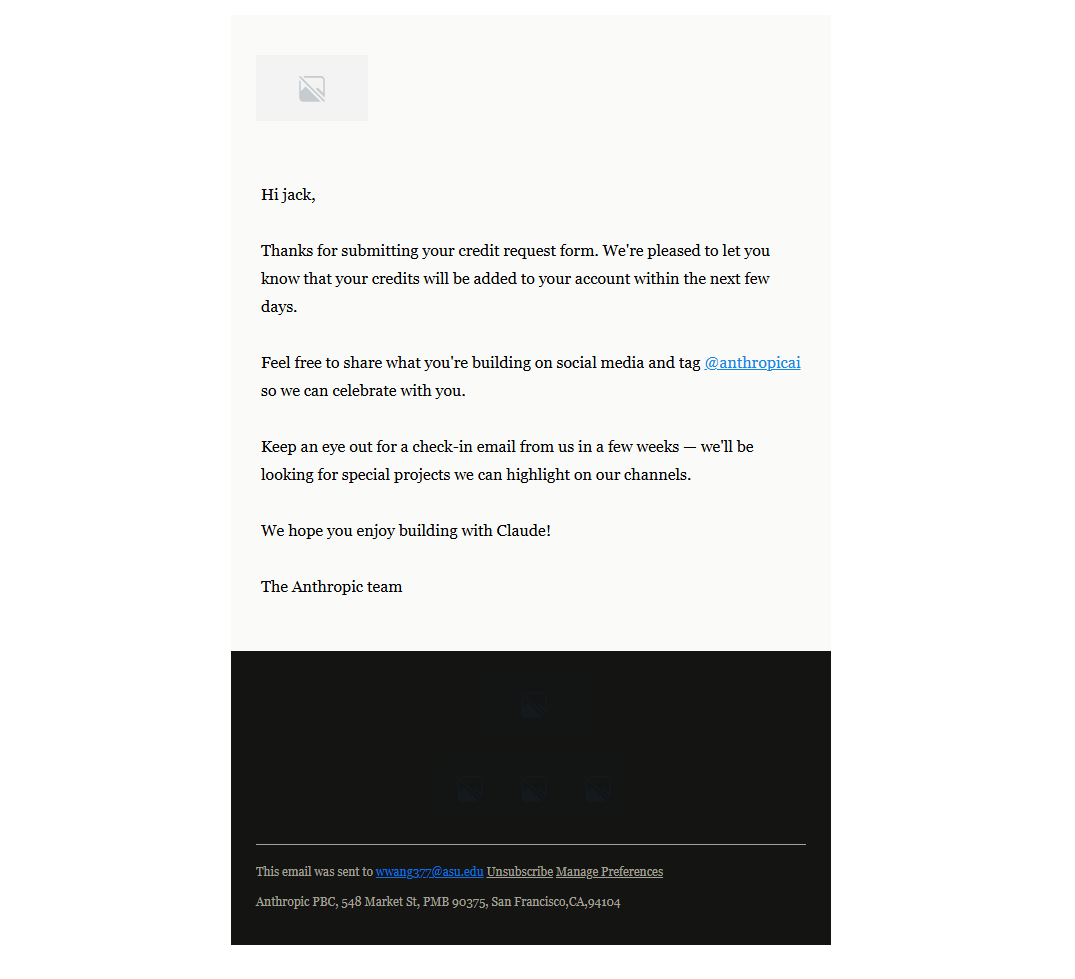 Hi jack,
Thanks for submitting your credit request form. We're pleased to let you
know that your credits will be added to your account within the next few
days.
Feel free to share what you're building on social media and tag @anthropicai
so we can celebrate with you.
Keep an eye out for a check-in email from us in a few weeks — we'll be
looking for special projects we can highlight on our channels.
We hope you enjoy building with Claude!
The Anthropic team
This email was sent to wwang377@asu.edu Unsubscribe Manage Preferences
Anthropic PBC, 548 Market St, PMB 90375, San Francisco,CA,94104